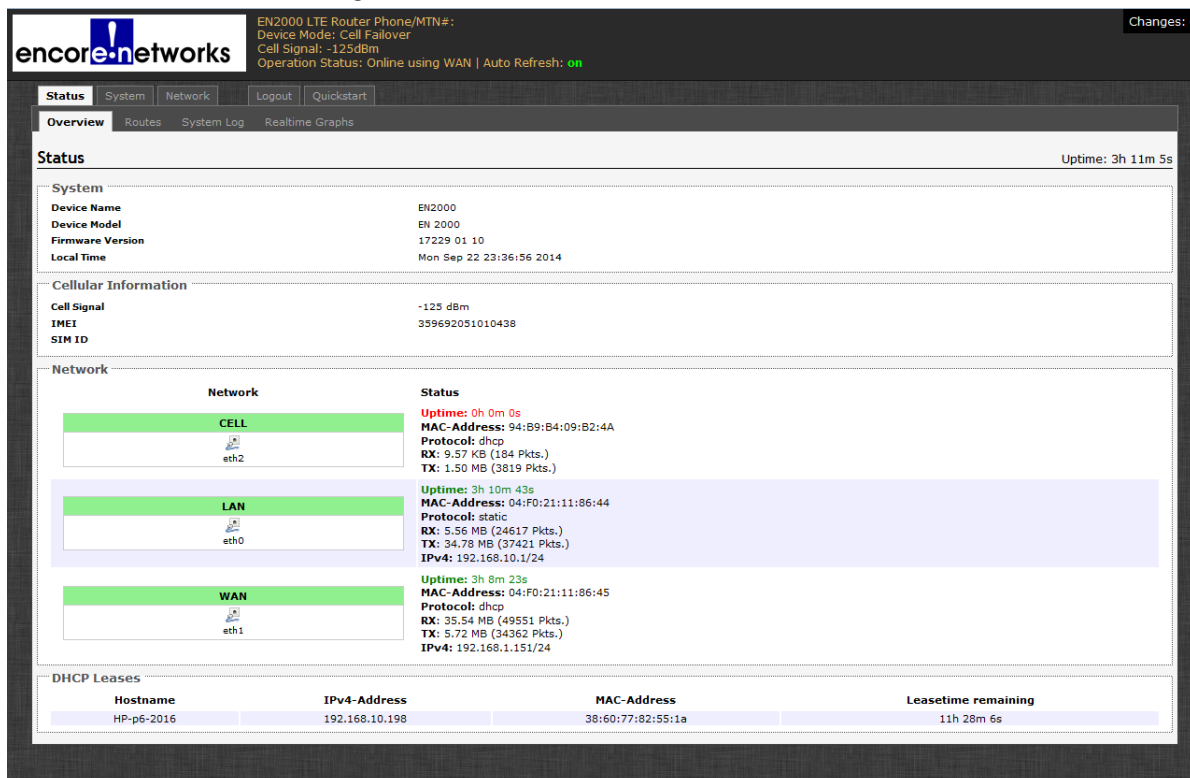 encore!networks
EN2000 LTE Router Phone/MTN#:
Device Mode: Cell Failover
Cell Signal: -125dBm
Operation Status: Online using WAN | Auto Refresh: on
Changes:
Status System Network Logout Quickstart
Overview Routes System Log Realtime Graphs
Status Uptime: 3h 11m 5s
System
Device Name EN2000
Device Model EN 2000
Firmware Version 17229 01 10
Local Time Mon Sep 22 23:36:56 2014
Cellular Information
Cell Signal -125 dBm
IMEI 359692051010438
SIM ID
Network
Network Status
CELL
eth2
Uptime: 0h 0m 0s
MAC-Address: 94:B9:B4:09:B2:4A
Protocol: dhcp
RX: 9.57 KB (184 Pkts.)
TX: 1.50 MB (3819 Pkts.)
LAN
eth0
Uptime: 3h 10m 43s
MAC-Address: 04:F0:21:11:86:44
Protocol: static
RX: 5.56 MB (24617 Pkts.)
TX: 34.78 MB (37421 Pkts.)
IPv4: 192.168.10.1/24
WAN
eth1
Uptime: 3h 8m 23s
MAC-Address: 04:F0:21:11:86:45
Protocol: dhcp
RX: 35.54 MB (49551 Pkts.)
TX: 5.72 MB (34362 Pkts.)
IPv4: 192.168.1.151/24
DHCP Leases
Hostname IPv4-Address MAC-Address Leasetime remaining
HP-p6-2016 192.168.10.198 38:60:77:82:55:1a 11h 28m 6s